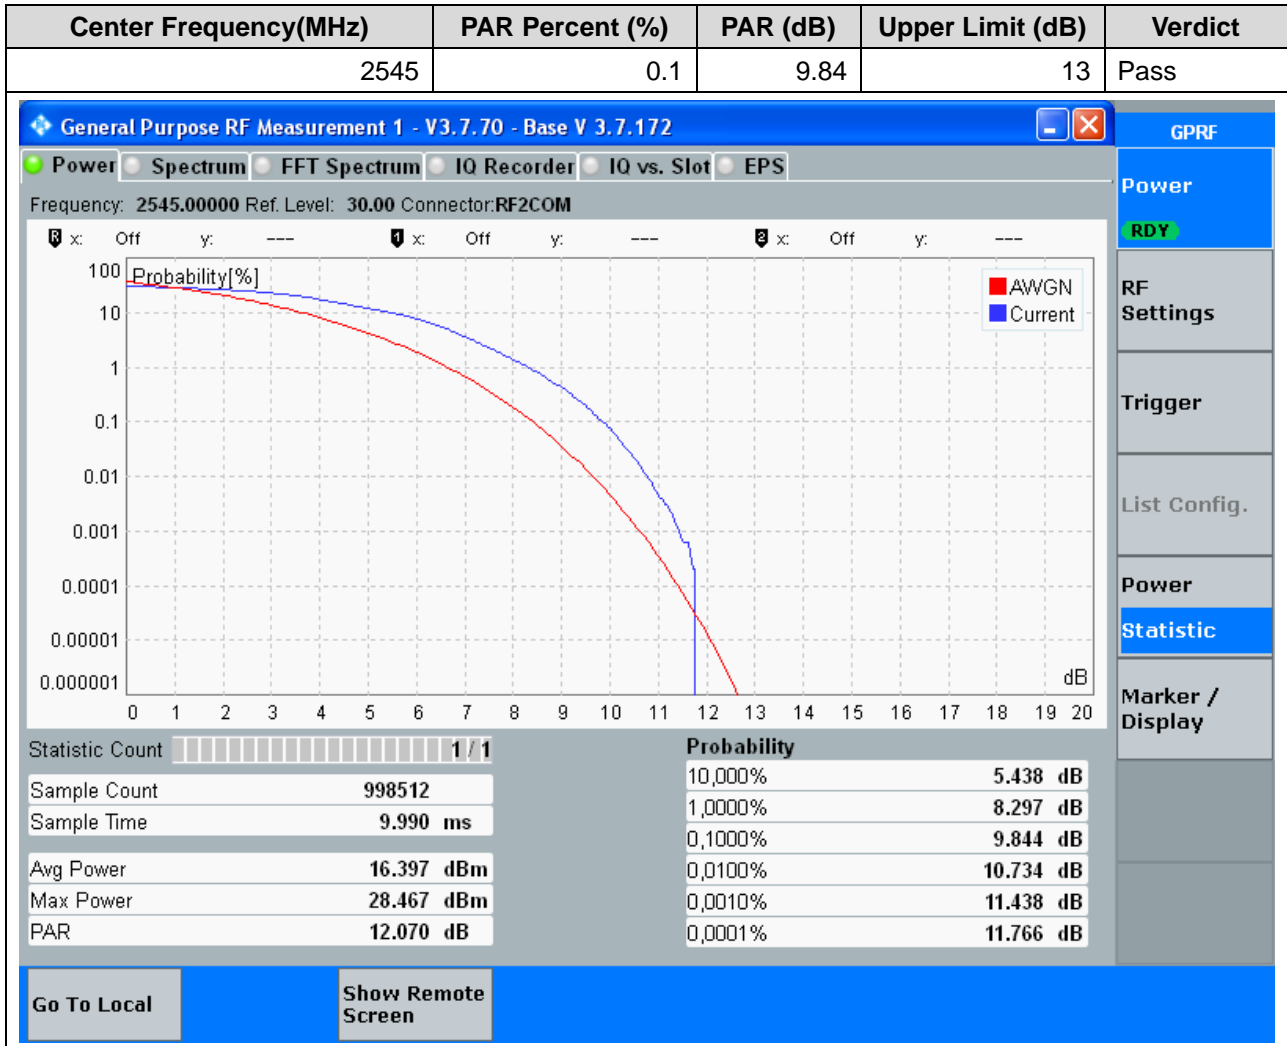 Center Frequency(MHz) PAR Percent (%) PAR (dB) Upper Limit (dB) Verdict
2545 0.1 9.84 13 Pass
General Purpose RF Measurement 1 - V3.7.70 - Base V 3.7.172
GPRF
Power Spectrum FFT Spectrum IQ Recorder IQ vs. Slot EPS
Frequency: 2545.00000 Ref. Level: 30.00 Connector:RF2COM
R x: Off y: --- 1 x: Off y: --- 2 x: Off y: ---
Probability[%]
AWGN
Current
100
10
1
0.1
0.01
0.001
0.0001
0.00001
0.000001
dB
0 1 2 3 4 5 6 7 8 9 10 11 12 13 14 15 16 17 18 19 20
Statistic Count 1 / 1
Sample Count 998512
Sample Time 9.990 ms
Avg Power 16.397 dBm
Max Power 28.467 dBm
PAR 12.070 dB
Probability
10,000% 5.438 dB
1,0000% 8.297 dB
0,1000% 9.844 dB
0,0100% 10.734 dB
0,0010% 11.438 dB
0,0001% 11.766 dB
Power
RDY
RF
Settings
Trigger
List Config.
Power
Statistic
Marker /
Display
Go To Local
Show Remote
Screen